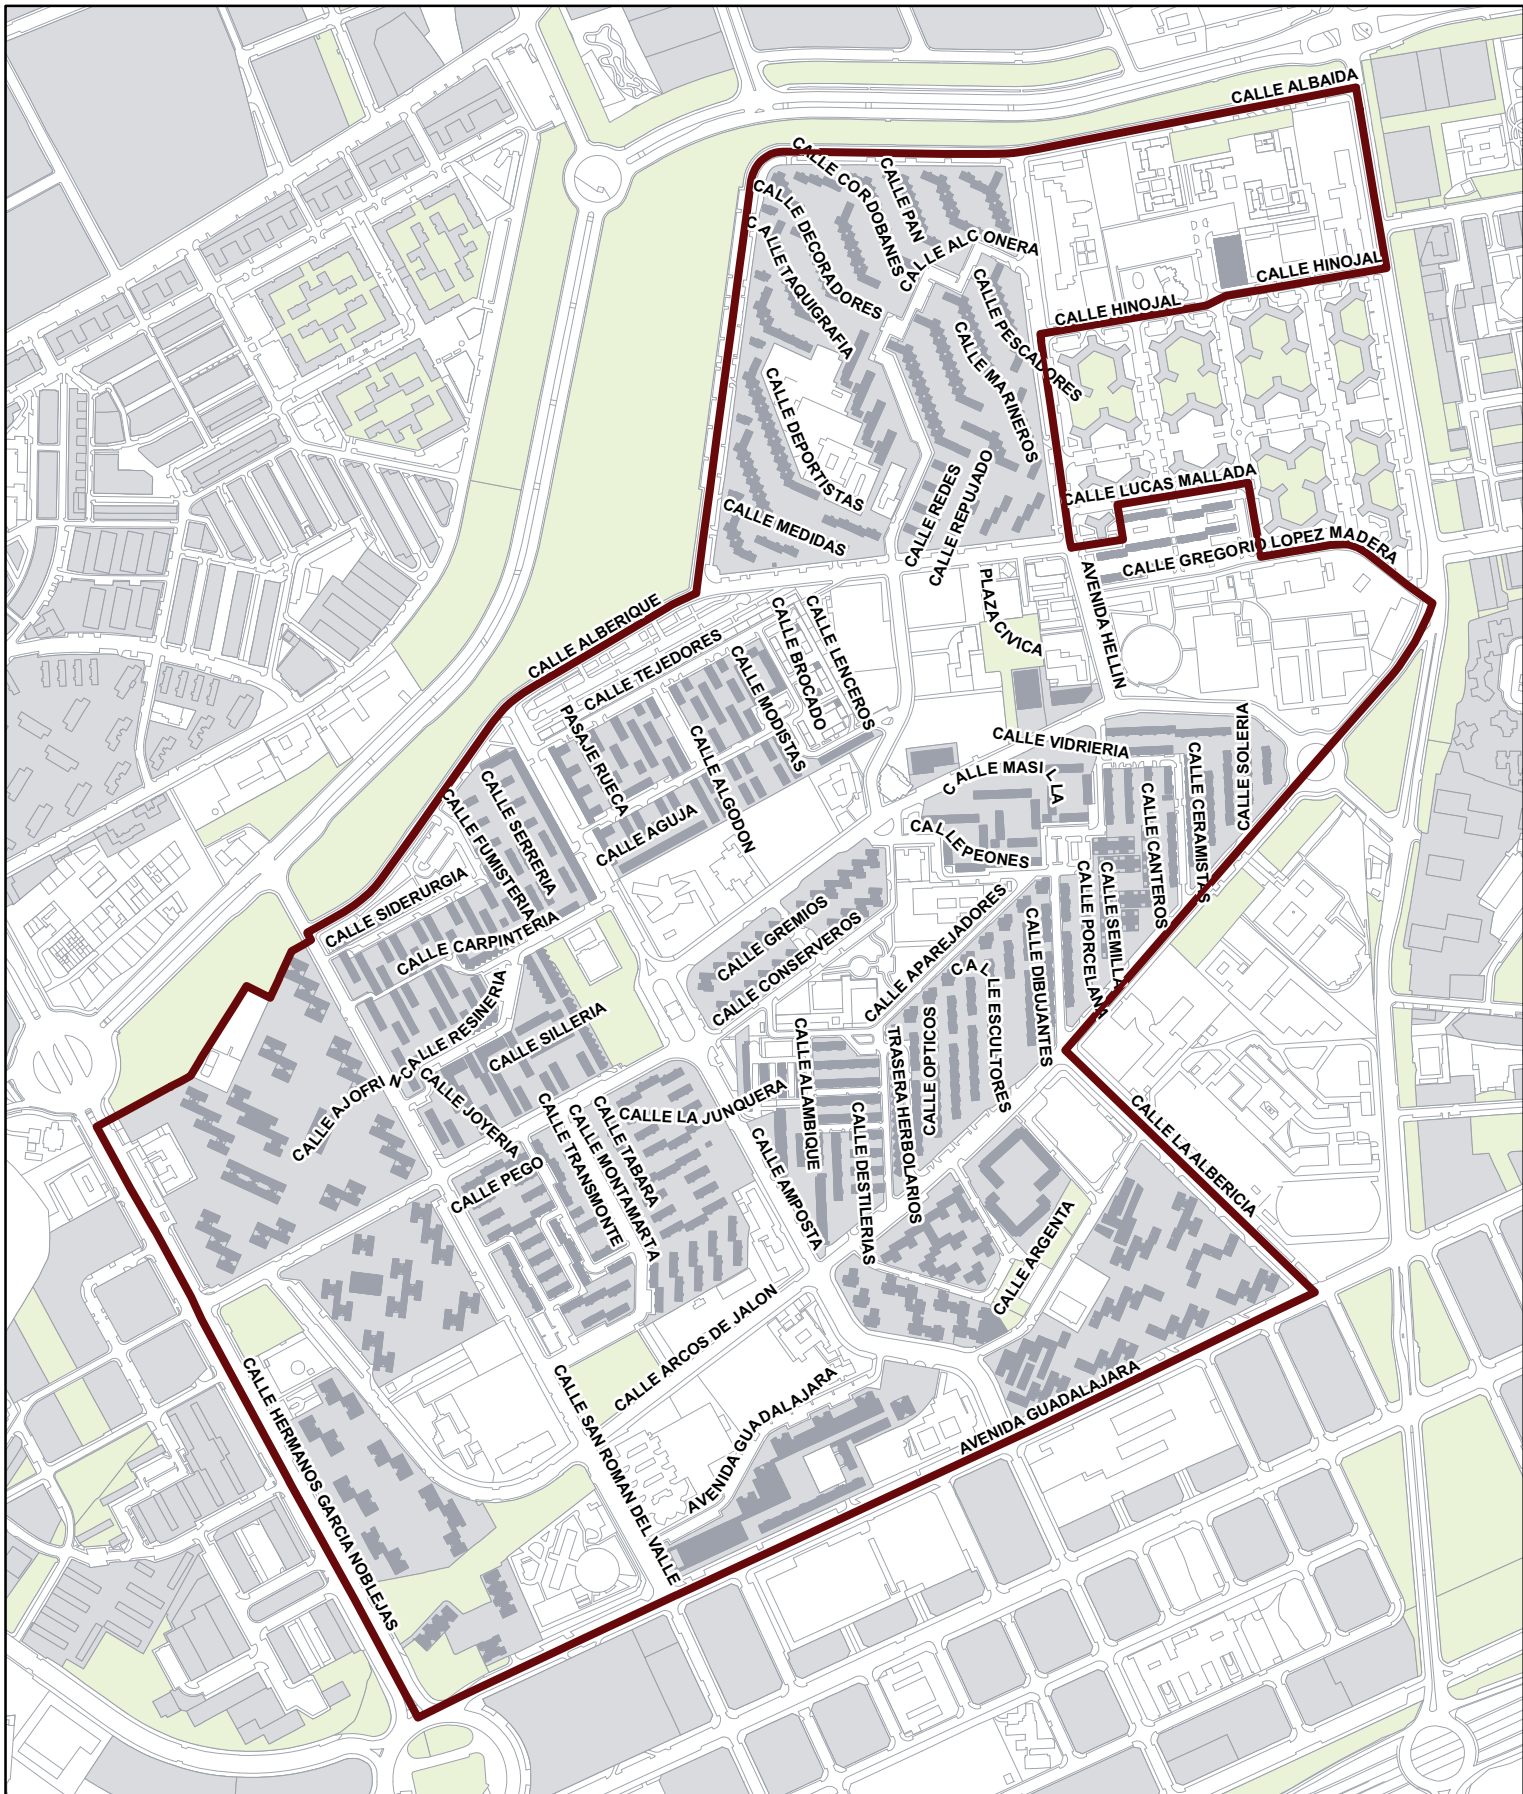 CALLE ALBAIDA
CALLE CORDOBANES
CALLE PAN
CALLE DECORADORES
CALLE TAQUIGRAFIA
CALLE ALCIONERA
CALLE HINOJAL
CALLE HINOJAL
CALLE PESCADORES
CALLE MARINEROS
CALLE DEPORTISTAS
CALLE MEDIDAS
CALLE REDES
CALLE REPUJADO
CALLE LUCAS MALLADA
CALLE GREGORIO LOPEZ MADERA
AVENIDA HELLIN
PLAZA CIVICA
CALLE ALBERIQUE
CALLE TEJEDORES
CALLE BROCADO
CALLE LENCEROS
CALLE MODISTAS
PASAJE RUECA
CALLE ALGODON
CALLE AGUJA
CALLE SERRERIA
CALLE FUMISTERIA
CALLE SIDERURGIA
CALLE CARPINTERIA
CALLE VIDRIERIA
CALLE MASILLA
CALLE PEONES
CALLE SOLERIA
CALLE CERAMISTAS
CALLE CANTEROS
CALLE SEMILLA
CALLE PORCELANA
CALLE GREMIOS
CALLE CONSERVEROS
CALLE APAREJADORES
CALLE DIBUJANTES
CALLE ESCULTORES
CALLE OPTICOS
TRASERA HERBOLARIOS
CALLE ALAMBIQUE
CALLE DESTILERIAS
CALLE RESINERIA
CALLE SILLERIA
CALLE AJOFRIN
CALLE JOYERIA
CALLE PEGO
CALLE TRANSMONTE
CALLE MONTAMARTA
CALLE TABARA
CALLE LA JUNQUERA
CALLE AMPOSTA
CALLE LA ALBERICIA
CALLE ARGENTA
CALLE ARCOS DE JALON
AVENIDA GUADALAJARA
AVENIDA GUADALAJARA
CALLE SAN ROMAN DEL VALLE
CALLE HERMANOS GARCIA NOBLEJAS